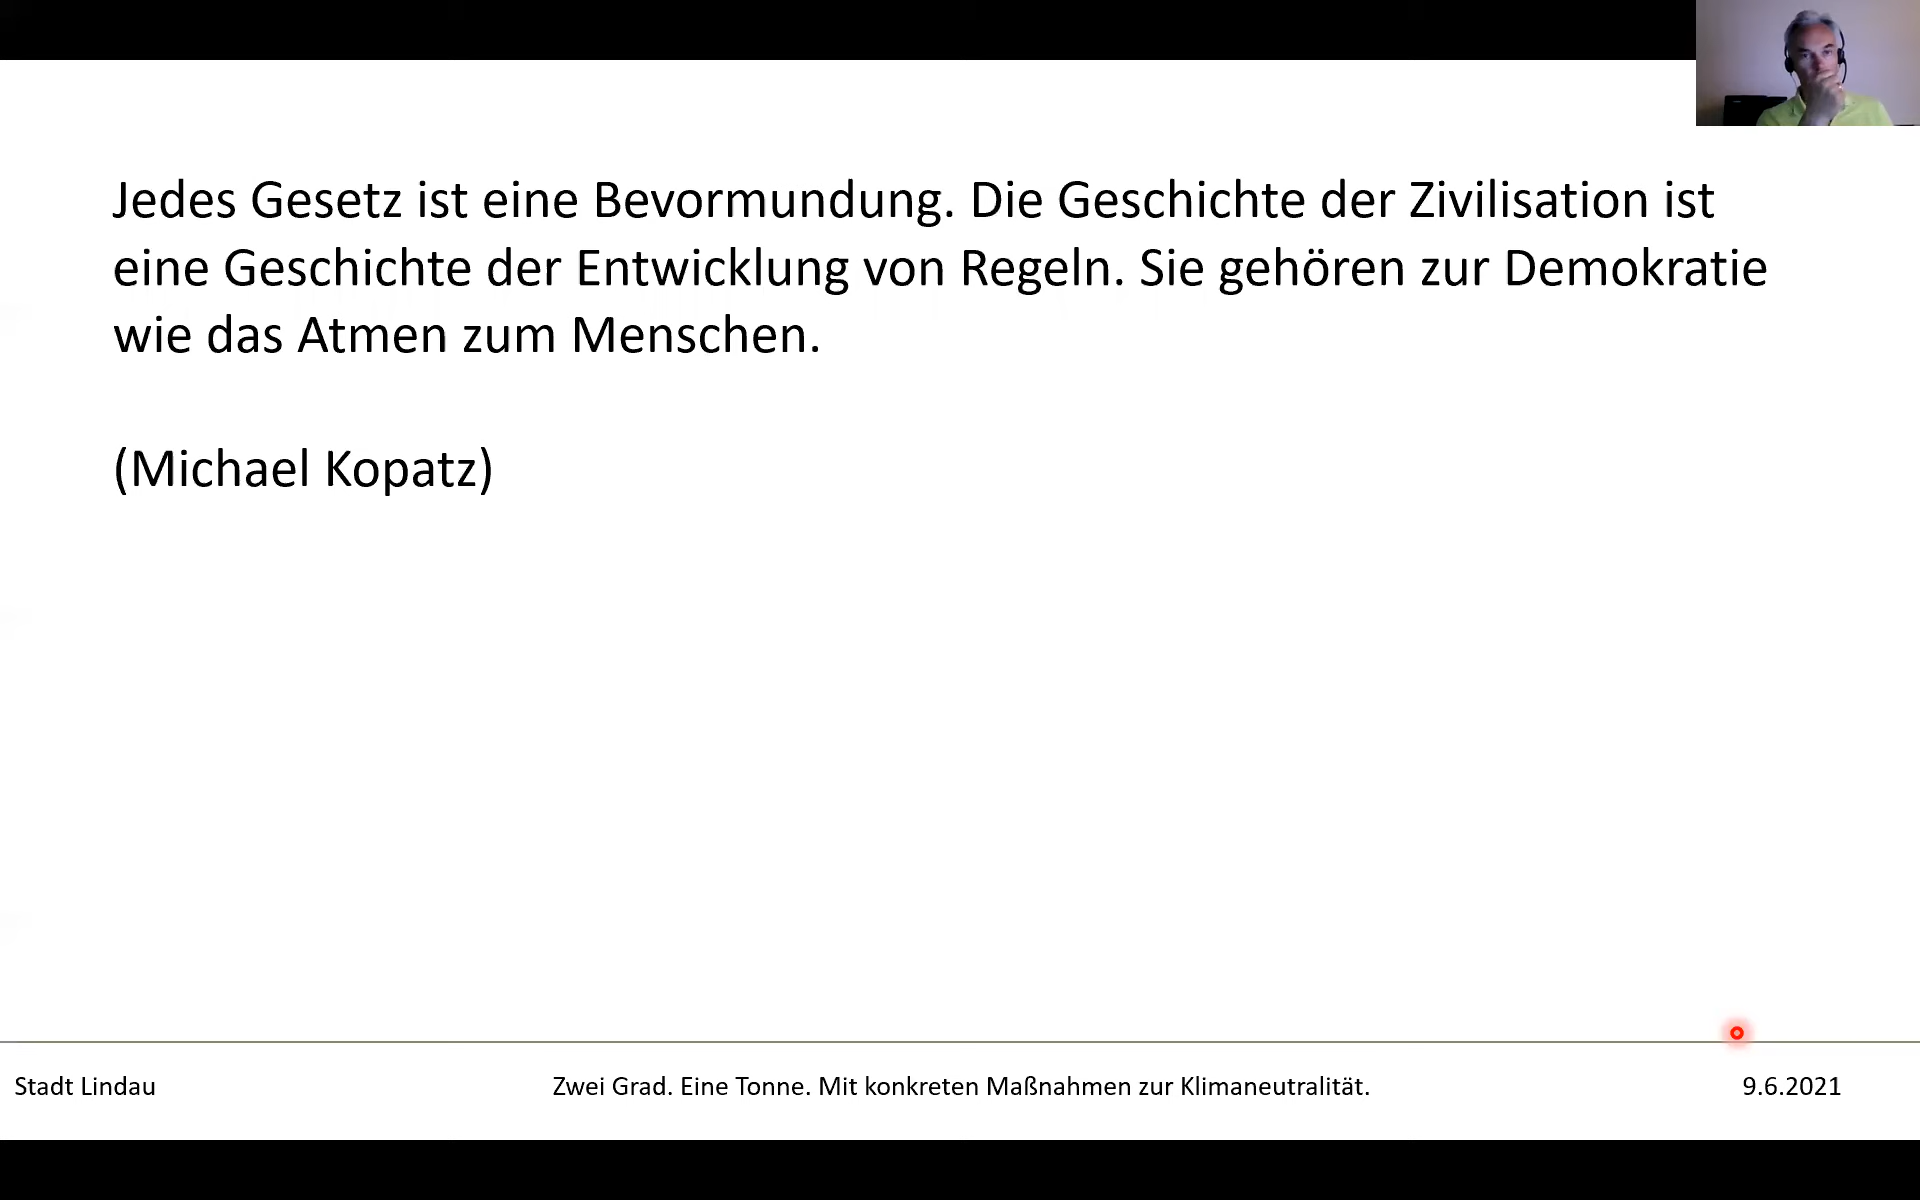 Jedes Gesetz ist eine Bevormundung. Die Geschichte der Zivilisation ist
eine Geschichte der Entwicklung von Regeln. Sie gehören zur Demokratie
wie das Atmen zum Menschen.
(Michael Kopatz)
Stadt Lindau
Zwei Grad. Eine Tonne. Mit konkreten Maßnahmen zur Klimaneutralität.
9.6.2021